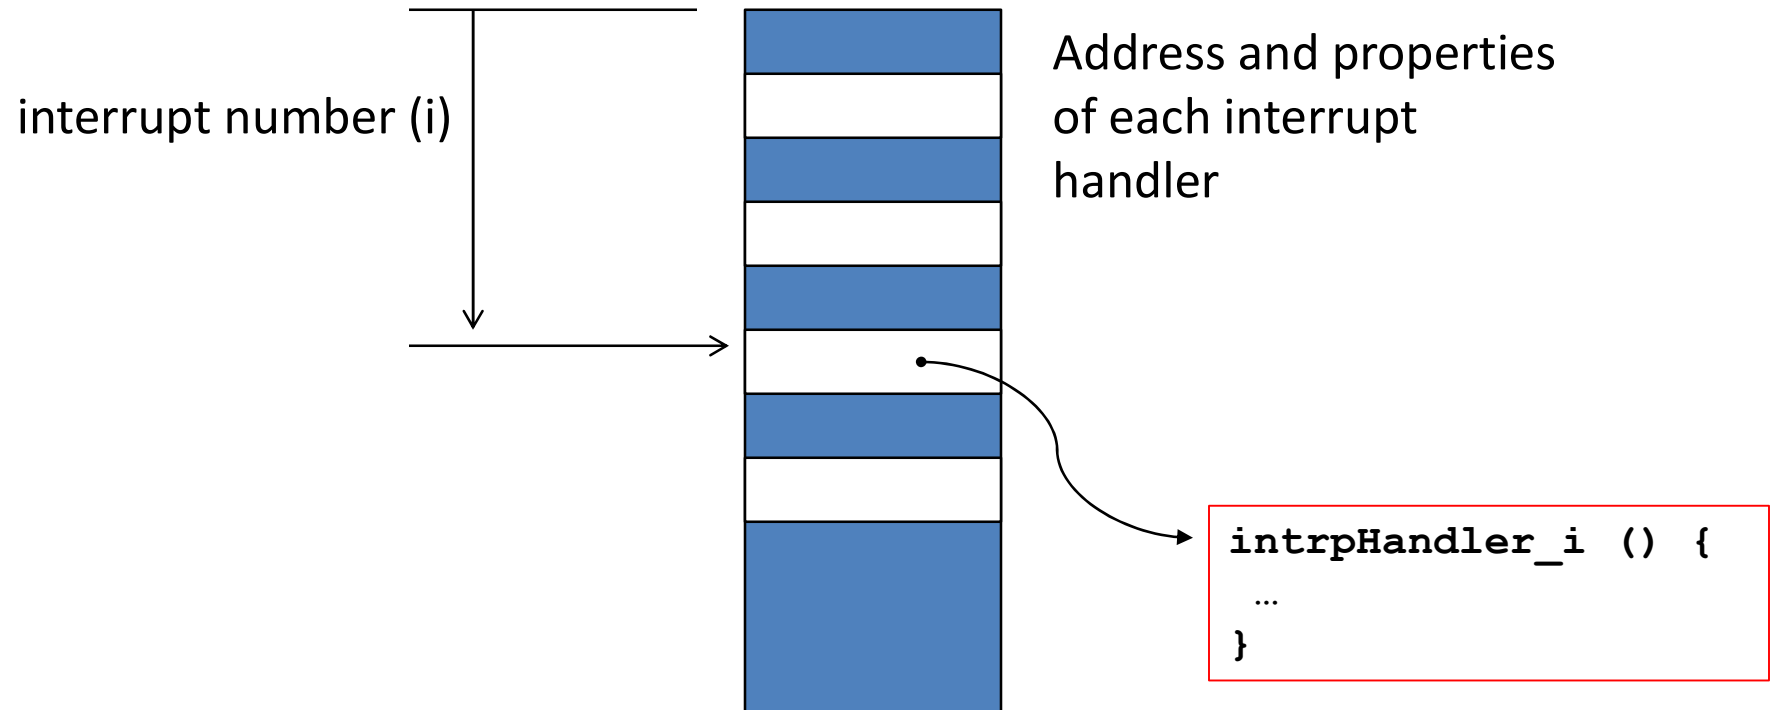 interrupt number (i)
Address and properties
of each interrupt
handler
intrpHandler_i () {
…
}